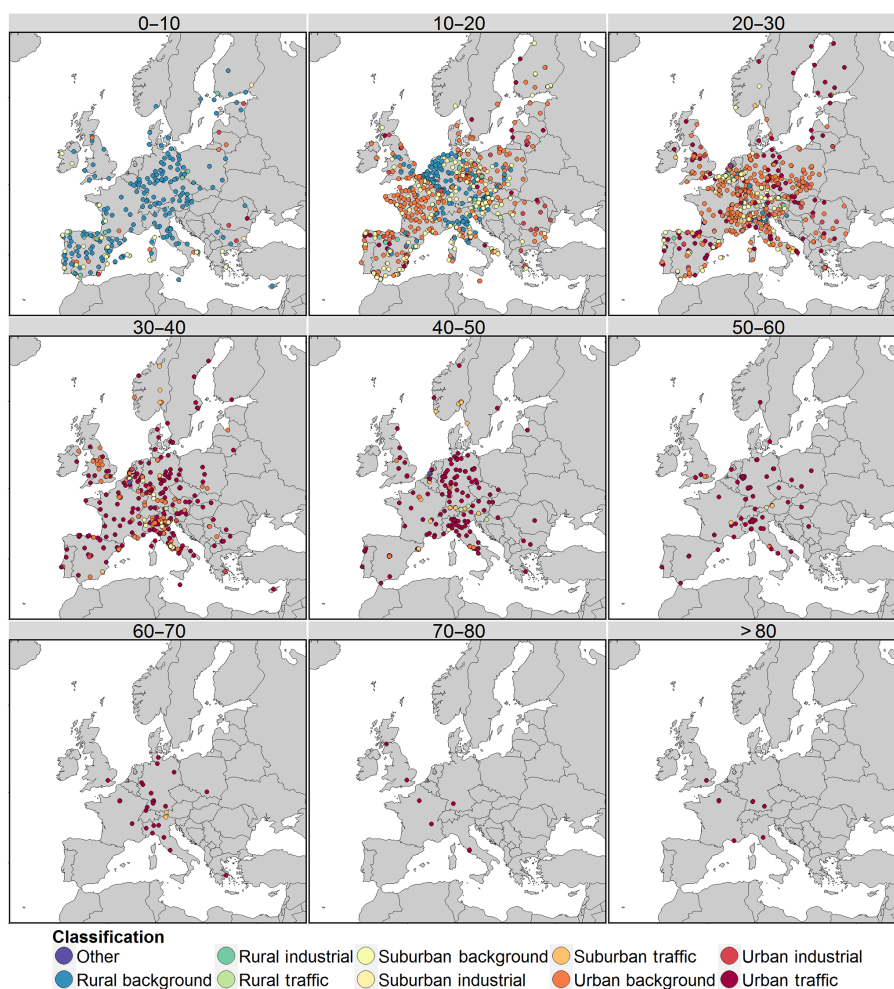 0–10 10–20 20–30
30–40 40–50 50–60
60–70 70–80 > 80
Classification
Other Rural industrial Suburban background Suburban traffic Urban industrial
Rural background Rural traffic Suburban industrial Urban background Urban traffic